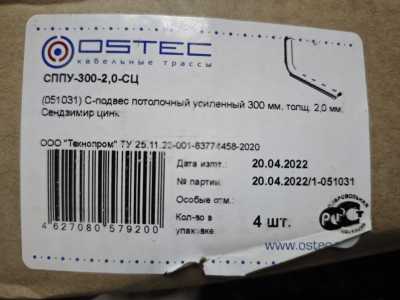 OSTEC
кабельные трассы
СППУ-300-2,0-СЦ
(051031) С-подвес потолочный усиленный 300 мм, толщ. 2,0 мм,
Сендзимир цинк
ООО "Технопром" ТУ 25.11.23-001-83774458-2020
Дата изгот.: 20.04.2022
№ партии: 20.04.2022/1-051031
Особые отм.:
Кол-во в
упаковке: 4 шт.
4 627080 579200
www.ostec